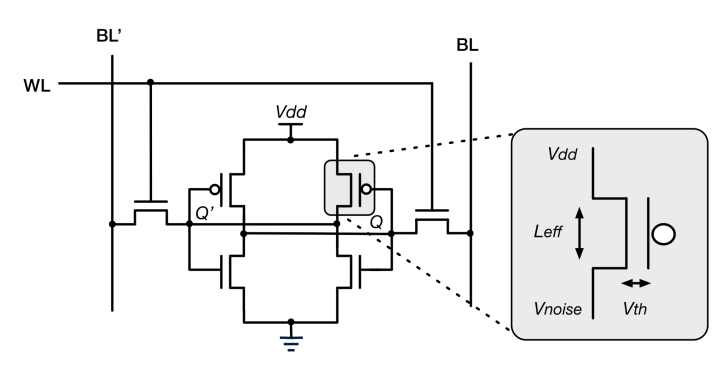 BL'
BL
WL
Vdd
Vdd
Q'
Q
Leff
Vnoise
Vth